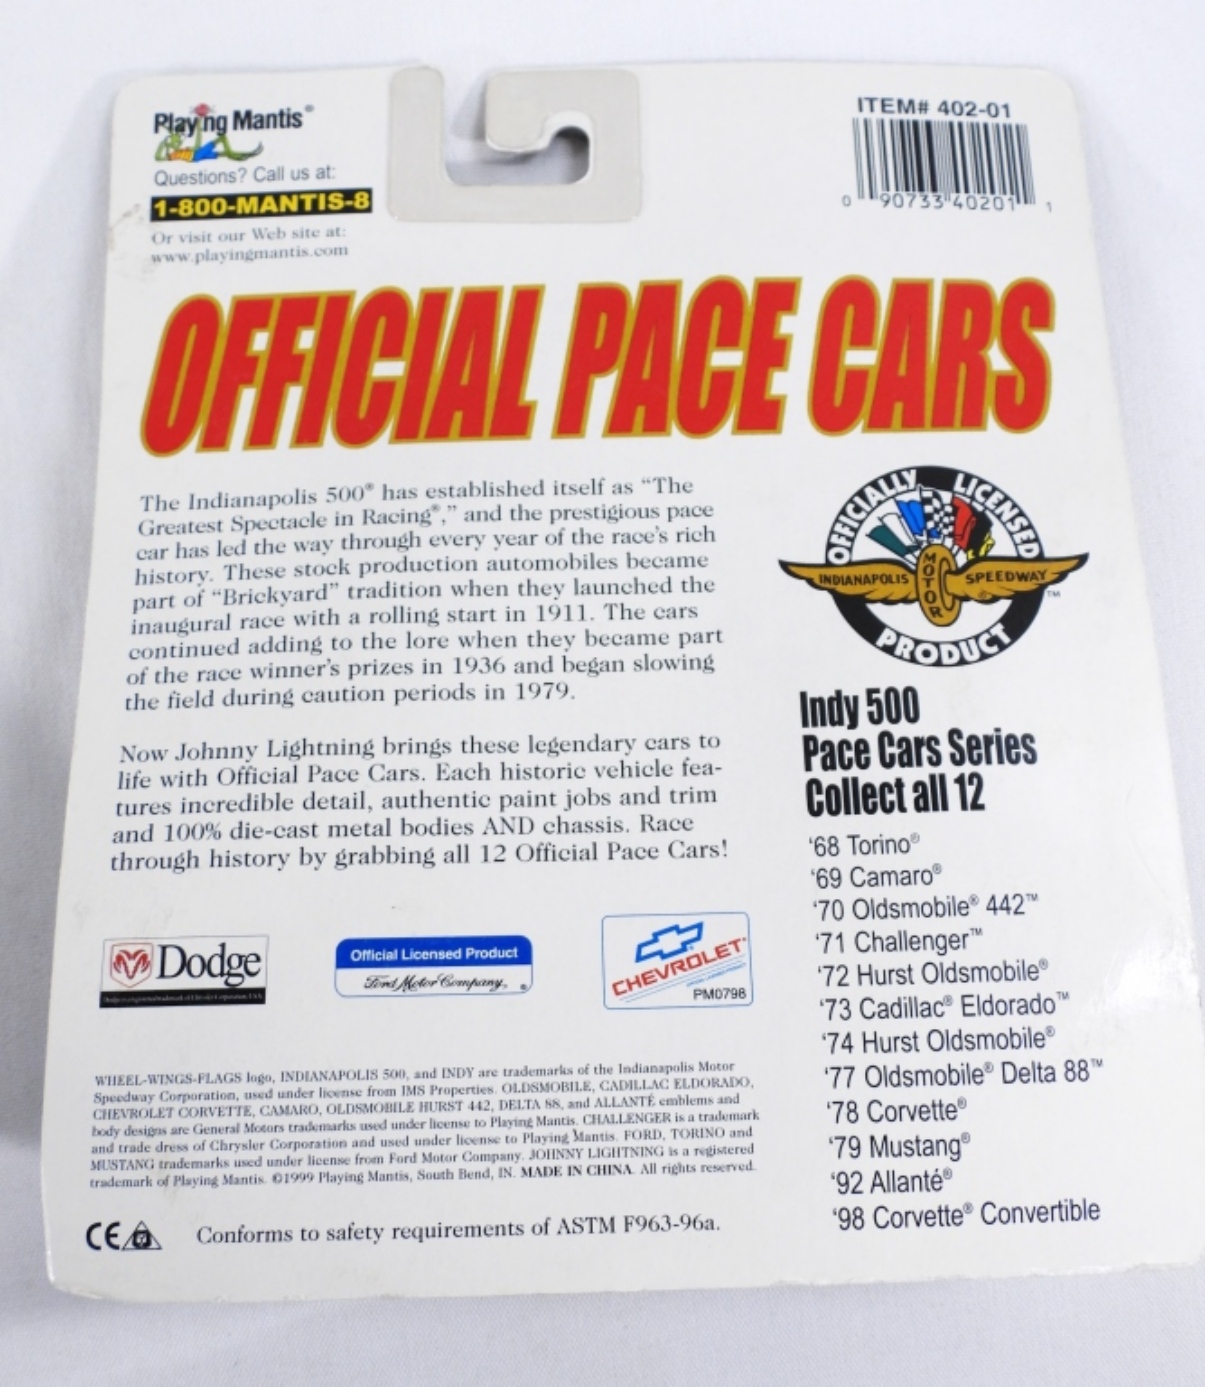 Playing Mantis®
Questions? Call us at:
1-800-MANTIS-8
Or visit our Web site at:
www.playingmantis.com
ITEM# 402-01
0 90733 40201 1
OFFICIAL PACE CARS
The Indianapolis 500® has established itself as “The
Greatest Spectacle in Racing®,” and the prestigious pace
car has led the way through every year of the race's rich
history. These stock production automobiles became
part of “Brickyard” tradition when they launched the
inaugural race with a rolling start in 1911. The cars
continued adding to the lore when they became part
of the race winner's prizes in 1936 and began slowing
the field during caution periods in 1979.
Now Johnny Lightning brings these legendary cars to
life with Official Pace Cars. Each historic vehicle fea-
tures incredible detail, authentic paint jobs and trim
and 100% die-cast metal bodies AND chassis. Race
through history by grabbing all 12 Official Pace Cars!
OFFICIALLY LICENSED
INDIANAPOLIS MOTOR SPEEDWAY ™
PRODUCT
Indy 500
Pace Cars Series
Collect all 12
‘68 Torino®
‘69 Camaro®
‘70 Oldsmobile® 442™
‘71 Challenger™
‘72 Hurst Oldsmobile®
‘73 Cadillac® Eldorado™
‘74 Hurst Oldsmobile®
‘77 Oldsmobile® Delta 88™
‘78 Corvette®
‘79 Mustang®
‘92 Allanté®
‘98 Corvette® Convertible
Dodge
Official Licensed Product
Ford Motor Company, ®
CHEVROLET
PM0798
WHEEL-WINGS-FLAGS logo, INDIANAPOLIS 500, and INDY are trademarks of the Indianapolis Motor
Speedway Corporation, used under license from IMS Properties. OLDSMOBILE, CADILLAC ELDORADO,
CHEVROLET CORVETTE, CAMARO, OLDSMOBILE HURST 442, DELTA 88, and ALLANTÉ emblems and
body designs are General Motors trademarks used under license to Playing Mantis. CHALLENGER is a trademark
and trade dress of Chrysler Corporation and used under license to Playing Mantis. FORD, TORINO and
MUSTANG trademarks used under license from Ford Motor Company. JOHNNY LIGHTNING is a registered
trademark of Playing Mantis. ©1999 Playing Mantis, South Bend, IN. MADE IN CHINA. All rights reserved.
CE
Conforms to safety requirements of ASTM F963-96a.